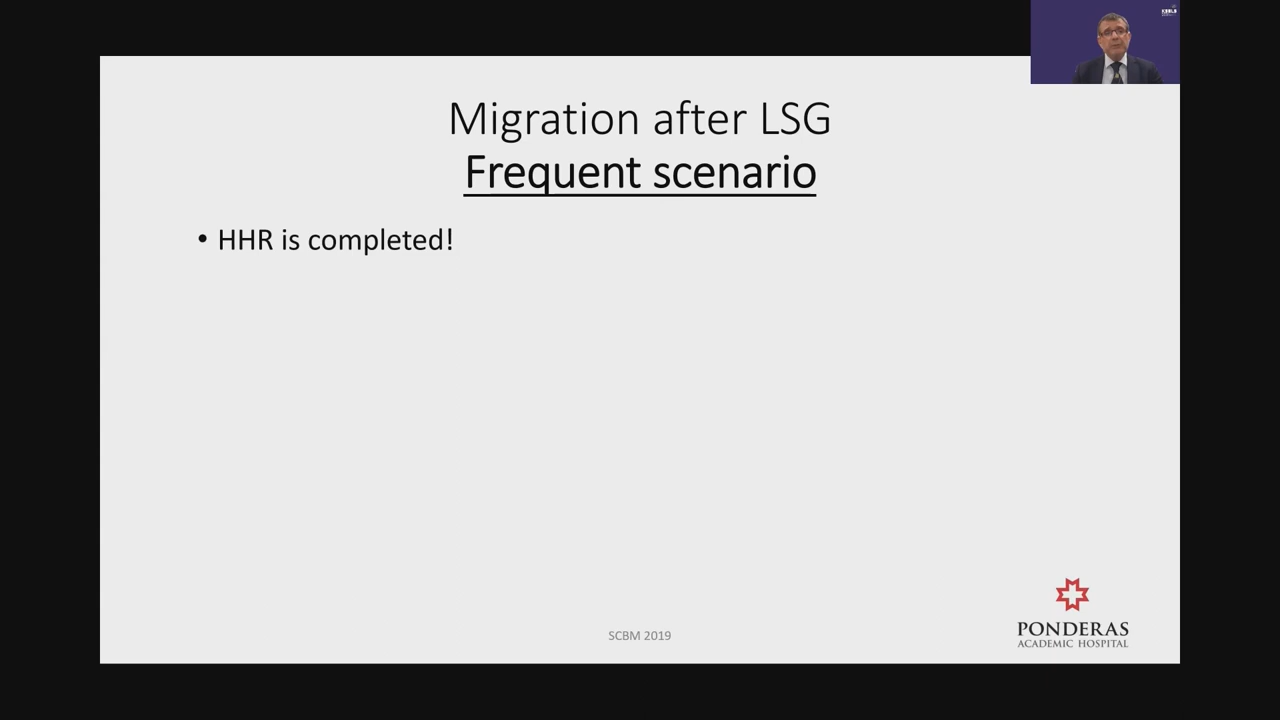 Migration after LSG
Frequent scenario
• HHR is completed!
SCBM 2019
PONDERAS
ACADEMIC HOSPITAL